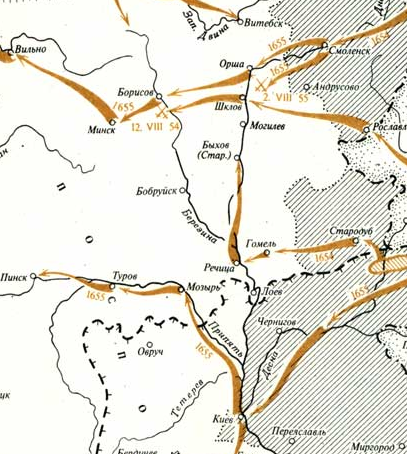 Витебск
Зап.
Двина
1654
Вильно
Смоленск
1655
Орша
1655
Андрусово
Борисов
1655
Шклов
2. VIII 55
Минск
12. VIII 54
Могилев
Рославль
Быхов
(Стар.)
П
Бобруйск
Березина
О
Стародуб
Гомель
1654
Речица
Пинск
Туров
1655
Мозырь
Лоев
1655
Чернигов
Припять
П
Овруч
1655
Десна
О
Тетерев
Киев
Переяславль
Миргород